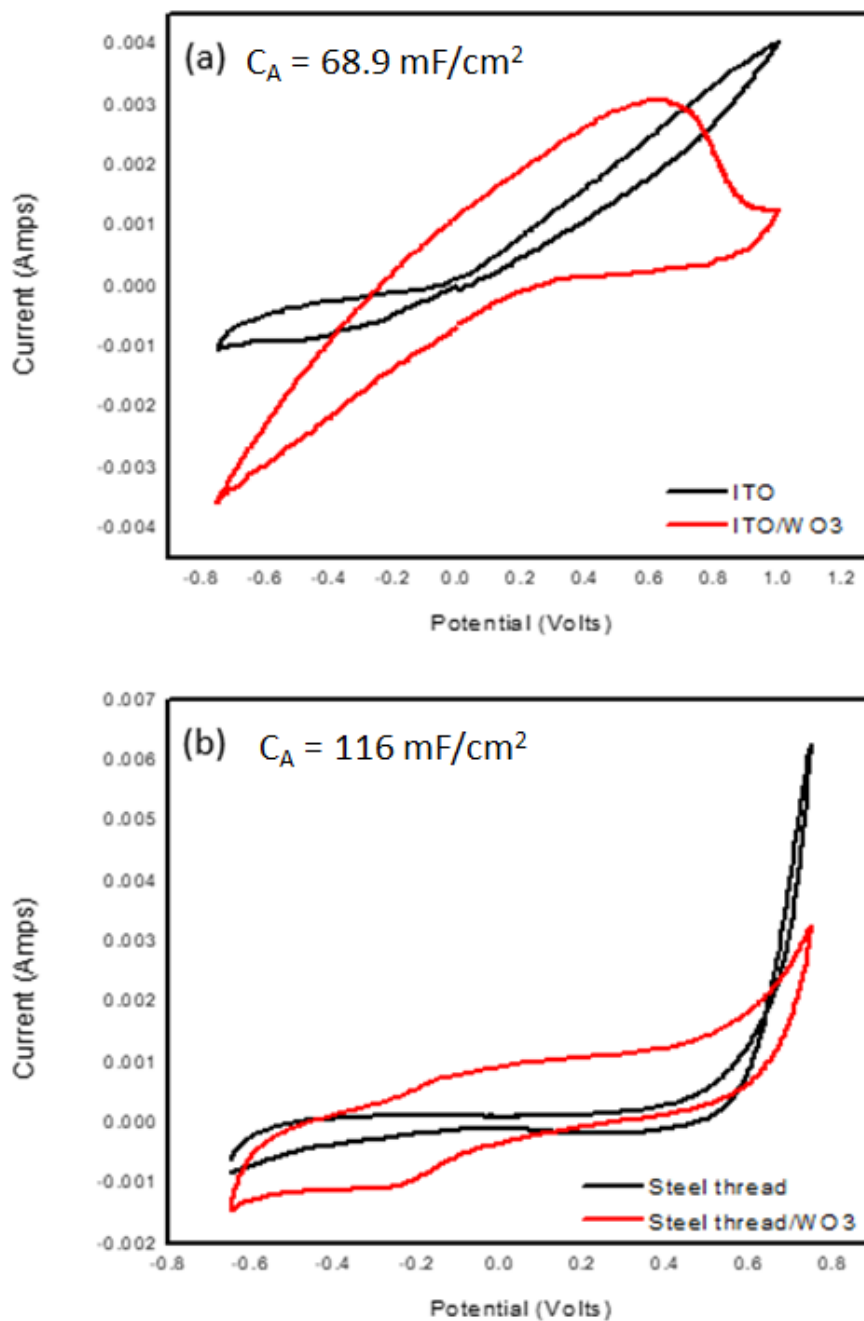 (a) C_A = 68.9 mF/cm²
0.004
0.003
0.002
0.001
0.000
-0.001
-0.002
-0.003
-0.004
Current (Amps)
ITO
ITO/WO3
-0.8 -0.6 -0.4 -0.2 0.0 0.2 0.4 0.6 0.8 1.0 1.2
Potential (Volts)
(b) C_A = 116 mF/cm²
0.007
0.006
0.005
0.004
0.003
0.002
0.001
0.000
-0.001
-0.002
Current (Amps)
Steel thread
Steel thread/WO3
-0.8 -0.6 -0.4 -0.2 0.0 0.2 0.4 0.6 0.8
Potential (Volts)